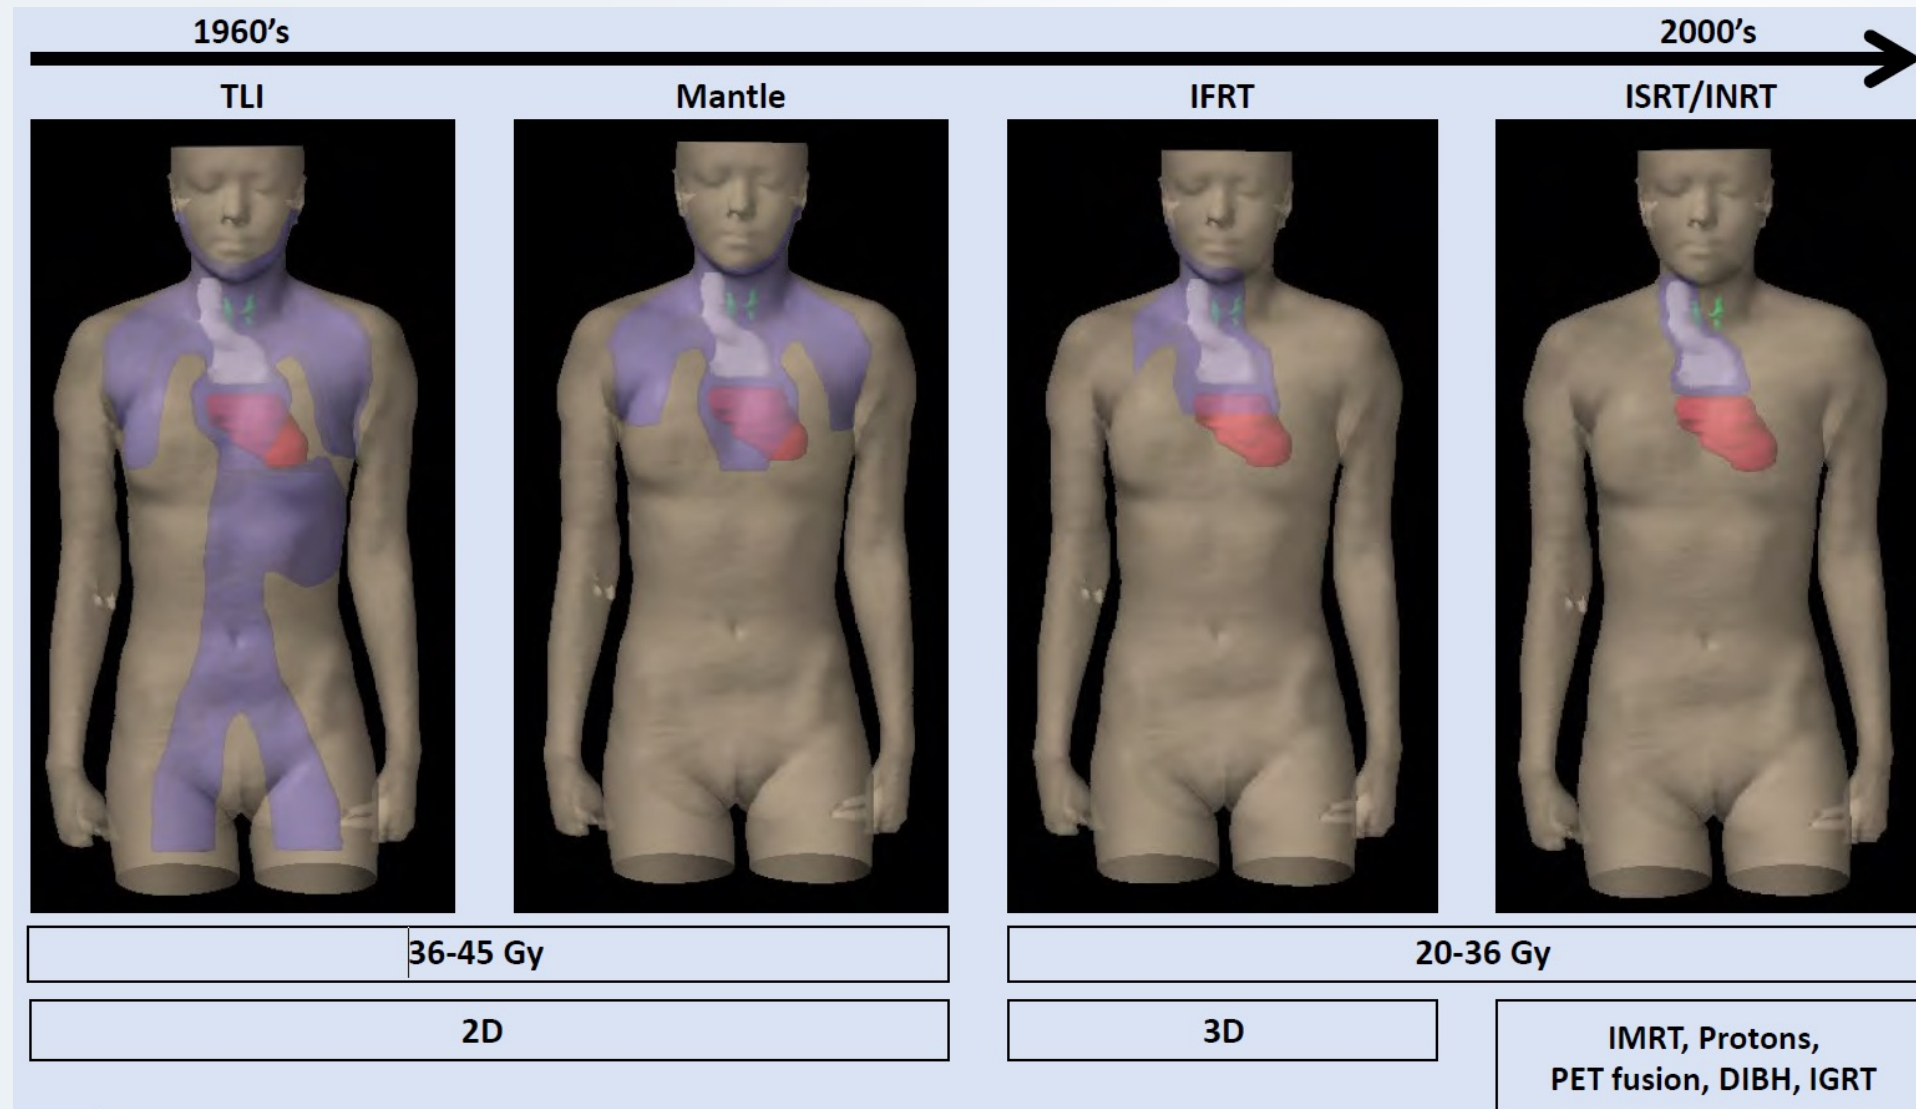 1960’s
2000’s
TLI
Mantle
IFRT
ISRT/INRT
36-45 Gy
20-36 Gy
2D
3D
IMRT, Protons,
PET fusion, DIBH, IGRT